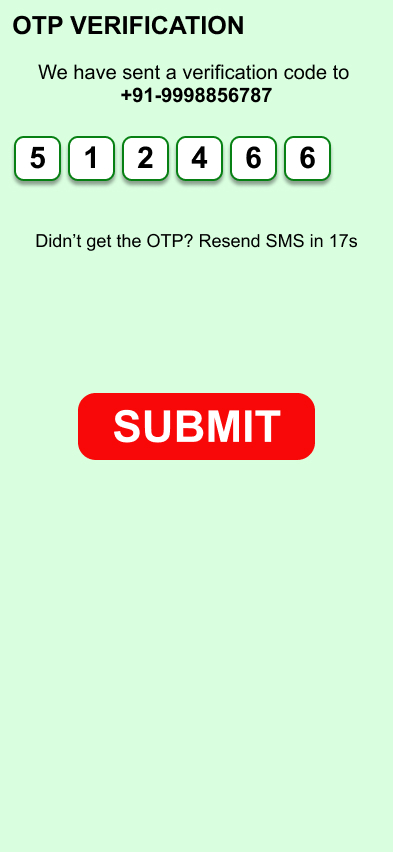 OTP VERIFICATION
We have sent a verification code to
+91-9998856787
5 1 2 4 6 6
Didn’t get the OTP? Resend SMS in 17s
SUBMIT